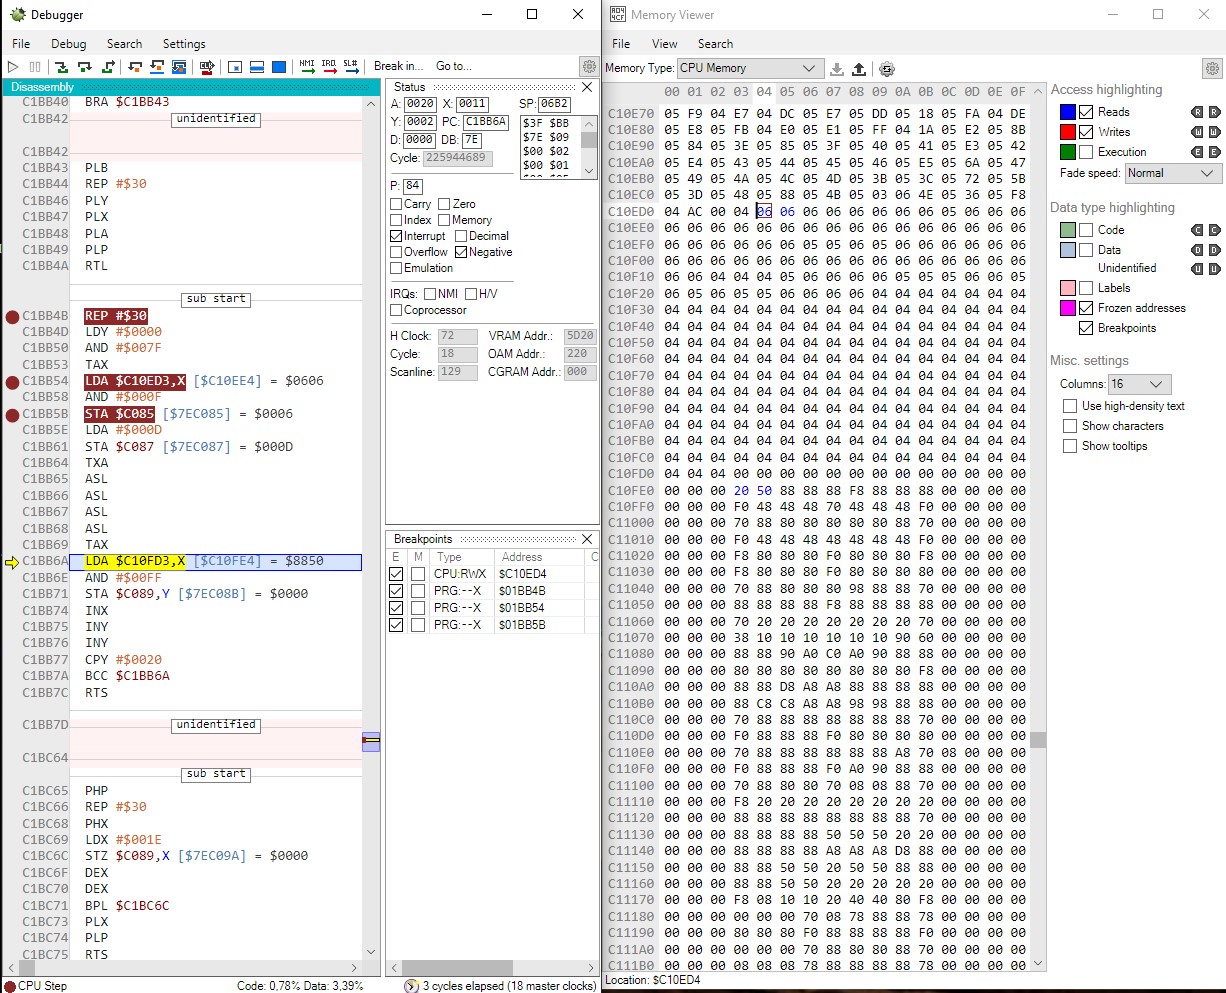 Debugger
File Debug Search Settings
NMI IRQ SL# Break in... Go to...
Disassembly
C1BB40 BRA $C1BB43
C1BB42 unidentified
C1BB42
C1BB43 PLB
C1BB44 REP #$30
C1BB46 PLY
C1BB47 PLX
C1BB48 PLA
C1BB49 PLP
C1BB4A RTL
sub start
C1BB4B REP #$30
C1BB4D LDY #$0000
C1BB50 AND #$007F
C1BB53 TAX
C1BB54 LDA $C10ED3,X [$C10EE4] = $0606
C1BB58 AND #$000F
C1BB5B STA $C085 [$7EC085] = $0006
C1BB5E LDA #$000D
C1BB61 STA $C087 [$7EC087] = $000D
C1BB64 TXA
C1BB65 ASL
C1BB66 ASL
C1BB67 ASL
C1BB68 ASL
C1BB69 TAX
C1BB6A LDA $C10FD3,X [$C10FE4] = $8850
C1BB6E AND #$00FF
C1BB71 STA $C089,Y [$7EC08B] = $0000
C1BB74 INX
C1BB75 INY
C1BB76 INY
C1BB77 CPY #$0020
C1BB7A BCC $C1BB6A
C1BB7C RTS
C1BB7D unidentified
C1BC64
sub start
C1BC65 PHP
C1BC66 REP #$30
C1BC68 PHX
C1BC69 LDX #$001E
C1BC6C STZ $C089,X [$7EC09A] = $0000
C1BC6F DEX
C1BC70 DEX
C1BC71 BPL $C1BC6C
C1BC73 PLX
C1BC74 PLP
C1BC75 RTS
CPU Step Code: 0,78% Data: 3,39%
Status
A: 0020 X: 0011 SP: 06B2
Y: 0002 PC: C1BB6A
D: 0000 DB: 7E
Cycle: 225944689
$3F $BB
$7E $09
$00 $02
$00 $01
P: 84
Carry Zero
Index Memory
Interrupt Decimal
Overflow Negative
Emulation
IRQs: NMI H/V
Coprocessor
H Clock: 72 VRAM Addr.: 5D20
Cycle: 18 OAM Addr.: 220
Scanline: 129 CGRAM Addr.: 000
Breakpoints
E M Type Address C
CPU:RWX $C10ED4
PRG:--X $01BB4B
PRG:--X $01BB54
PRG:--X $01BB5B
3 cycles elapsed (18 master clocks)
Memory Viewer
File View Search
Memory Type: CPU Memory
00 01 02 03 04 05 06 07 08 09 0A 0B 0C 0D 0E 0F
C10E70 05 F9 04 E7 04 DC 05 E7 05 DD 05 18 05 FA 04 DE
C10E80 05 E8 05 FB 04 E0 05 E1 05 FF 04 1A 05 E2 05 8B
C10E90 05 84 05 3E 05 85 05 3F 05 40 05 41 05 E3 05 42
C10EA0 05 E4 05 43 05 44 05 45 05 46 05 E5 05 6A 05 47
C10EB0 05 49 05 4A 05 4C 05 4D 05 3B 05 3C 05 72 05 5B
C10EC0 05 3D 05 48 05 88 05 4B 05 03 06 4E 05 36 05 F8
C10ED0 04 AC 00 04 06 06 06 06 06 06 06 06 05 06 06 06
C10EE0 06 06 06 06 06 06 06 06 06 06 06 06 06 06 06 06
C10EF0 06 06 06 06 06 06 05 05 06 05 06 06 06 06 06 06
C10F00 06 06 06 06 06 06 06 06 06 06 06 06 06 06 06 06
C10F10 06 06 04 04 04 05 06 06 06 06 05 05 05 06 06 05
C10F20 06 05 06 05 05 06 06 06 06 04 04 04 04 04 04 04
C10F30 04 04 04 04 04 04 04 04 04 04 04 04 04 04 04 04
C10F40 04 04 04 04 04 04 04 04 04 04 04 04 04 04 04 04
C10F50 04 04 04 04 04 04 04 04 04 04 04 04 04 04 04 04
C10F60 04 04 04 04 04 04 04 04 04 04 04 04 04 04 04 04
C10F70 04 04 04 04 04 04 04 04 04 04 04 04 04 04 04 04
C10F80 04 04 04 04 04 04 04 04 04 04 04 04 04 04 04 04
C10F90 04 04 04 04 04 04 04 04 04 04 04 04 04 04 04 04
C10FA0 04 04 04 04 04 04 04 04 04 04 04 04 04 04 04 04
C10FB0 04 04 04 04 04 04 04 04 04 04 04 04 04 04 04 04
C10FC0 04 04 04 04 04 04 04 04 04 04 04 04 04 04 04 04
C10FD0 04 04 04 00 00 00 00 00 00 00 00 00 00 00 00 00
C10FE0 00 00 00 20 50 88 88 88 F8 88 88 88 00 00 00 00
C10FF0 00 00 00 F0 48 48 48 70 48 48 48 F0 00 00 00 00
C11000 00 00 00 70 88 80 80 80 80 80 88 70 00 00 00 00
C11010 00 00 00 F0 48 48 48 48 48 48 48 F0 00 00 00 00
C11020 00 00 00 F8 80 80 80 F0 80 80 80 F8 00 00 00 00
C11030 00 00 00 F8 80 80 80 F0 80 80 80 80 00 00 00 00
C11040 00 00 00 70 88 80 80 80 98 88 88 70 00 00 00 00
C11050 00 00 00 88 88 88 88 F8 88 88 88 88 00 00 00 00
C11060 00 00 00 70 20 20 20 20 20 20 20 70 00 00 00 00
C11070 00 00 00 38 10 10 10 10 10 10 90 60 00 00 00 00
C11080 00 00 00 88 88 90 A0 C0 A0 90 88 88 00 00 00 00
C11090 00 00 00 80 80 80 80 80 80 80 80 F8 00 00 00 00
C110A0 00 00 00 88 88 D8 A8 A8 88 88 88 88 00 00 00 00
C110B0 00 00 00 88 C8 C8 A8 A8 98 98 88 88 00 00 00 00
C110C0 00 00 00 70 88 88 88 88 88 88 88 70 00 00 00 00
C110D0 00 00 00 F0 88 88 88 F0 80 80 80 80 00 00 00 00
C110E0 00 00 00 70 88 88 88 88 88 88 A8 70 08 00 00 00
C110F0 00 00 00 F0 88 88 88 F0 A0 90 88 88 00 00 00 00
C11100 00 00 00 70 88 80 80 70 08 08 88 70 00 00 00 00
C11110 00 00 00 F8 20 20 20 20 20 20 20 20 00 00 00 00
C11120 00 00 00 88 88 88 88 88 88 88 88 70 00 00 00 00
C11130 00 00 00 88 88 88 88 50 50 50 20 20 00 00 00 00
C11140 00 00 00 88 88 88 88 A8 A8 A8 D8 88 00 00 00 00
C11150 00 00 00 88 88 50 50 20 50 50 88 88 00 00 00 00
C11160 00 00 00 88 88 50 50 20 20 20 20 20 00 00 00 00
C11170 00 00 00 F8 08 10 10 20 40 40 80 F8 00 00 00 00
C11180 00 00 00 00 00 00 70 08 78 88 88 78 00 00 00 00
C11190 00 00 00 80 80 80 F0 88 88 88 88 F0 00 00 00 00
C111A0 00 00 00 00 00 00 70 88 80 80 88 70 00 00 00 00
C111B0 00 00 00 08 08 08 78 88 88 88 88 78 00 00 00 00
Location: $C10ED4
Access highlighting
Reads R R
Writes W W
Execution E E
Fade speed: Normal
Data type highlighting
Code C C
Data D D
Unidentified U U
Labels
Frozen addresses
Breakpoints
Misc. settings
Columns: 16
Use high-density text
Show characters
Show tooltips